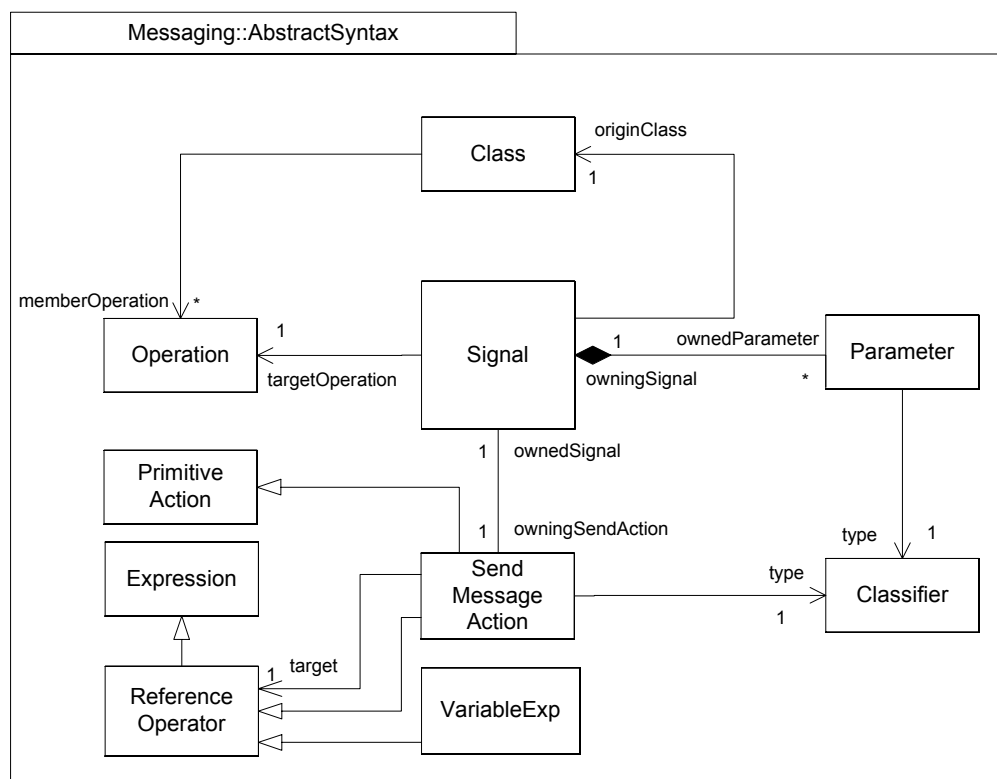 Messaging::AbstractSyntax
originClass
Class
1
memberOperation
*
1
ownedParameter
1
Operation
Signal
Parameter
targetOperation
owningSignal
*
1
ownedSignal
Primitive
Action
1
owningSendAction
type
1
Expression
Send
Message
Action
type
1
Classifier
target
1
Reference
Operator
VariableExp